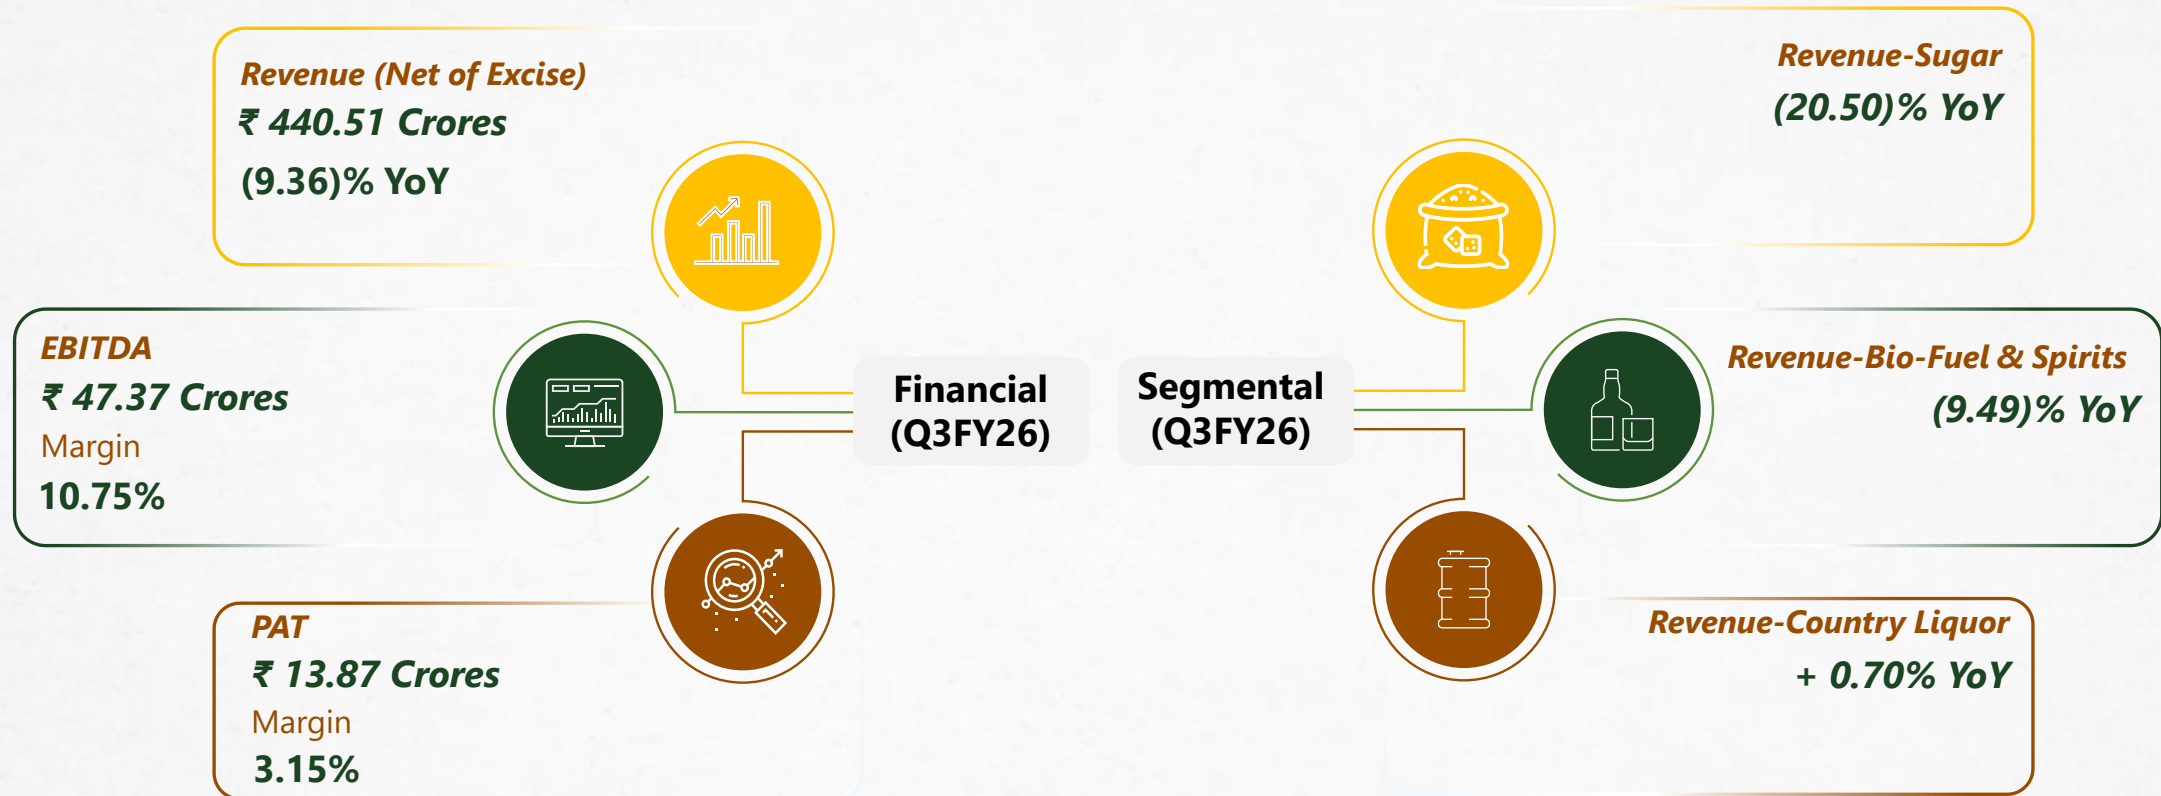 Revenue (Net of Excise)
₹ 440.51 Crores
(9.36)% YoY
EBITDA
₹ 47.37 Crores
Margin
10.75%
PAT
₹ 13.87 Crores
Margin
3.15%
Financial
(Q3FY26)
Segmental
(Q3FY26)
Revenue-Sugar
(20.50)% YoY
Revenue-Bio-Fuel & Spirits
(9.49)% YoY
Revenue-Country Liquor
+ 0.70% YoY